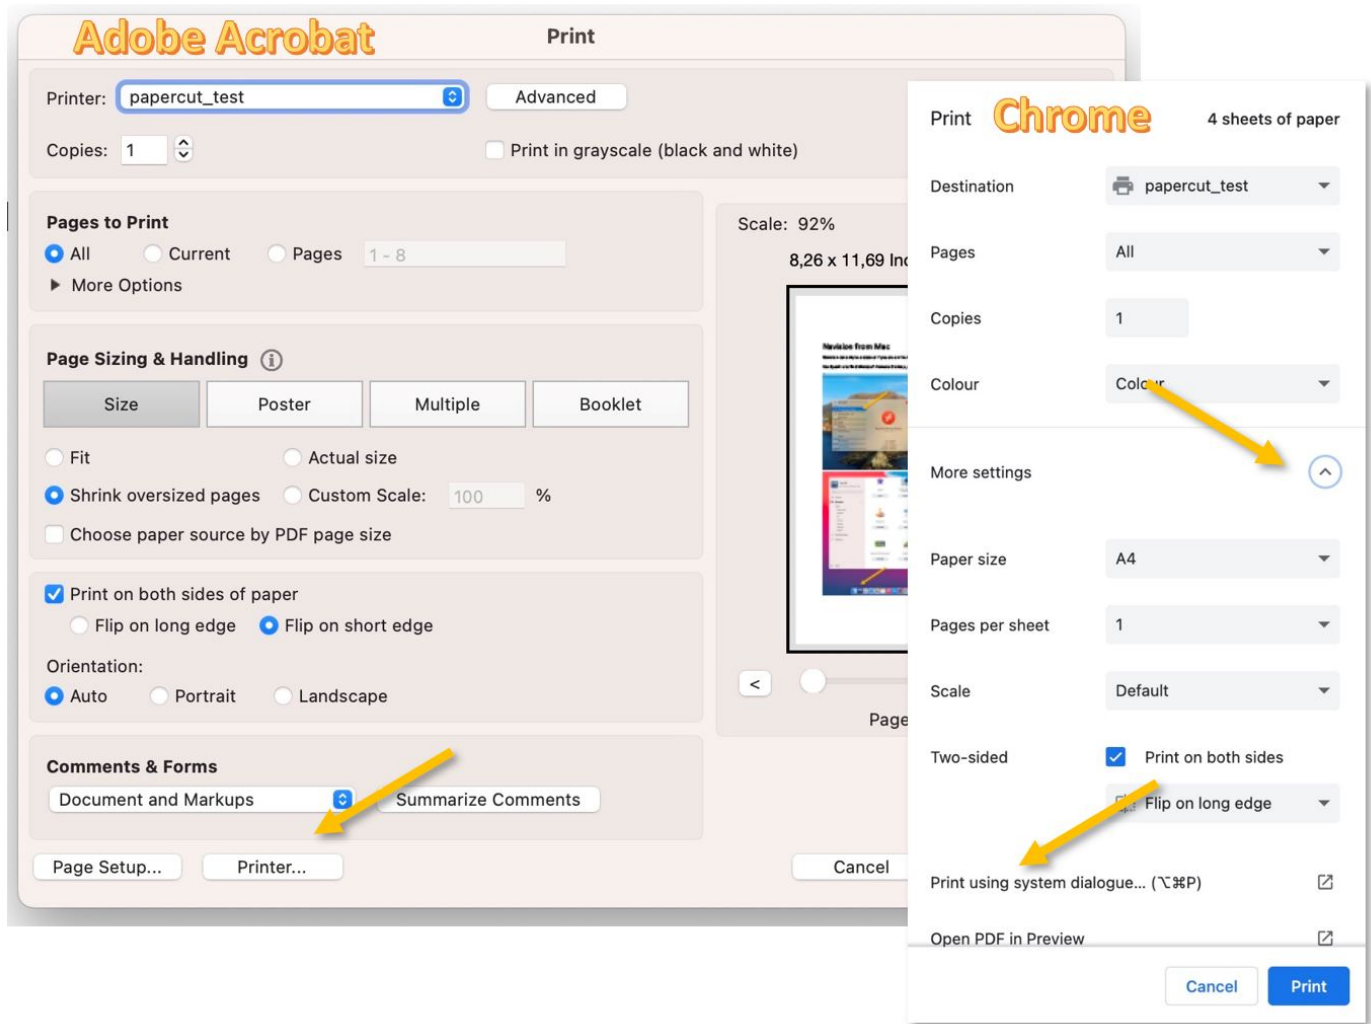 Adobe Acrobat
Print
Printer: papercut_test
Advanced
Copies: 1
Print in grayscale (black and white)
Pages to Print
All Current Pages 1 - 8
More Options
Page Sizing & Handling
Size Poster Multiple Booklet
Fit Actual size
Shrink oversized pages Custom Scale: 100 %
Choose paper source by PDF page size
Print on both sides of paper
Flip on long edge Flip on short edge
Orientation:
Auto Portrait Landscape
Comments & Forms
Document and Markups Summarize Comments
Page Setup... Printer...
Scale: 92%
8,26 x 11,69 Inc
Navision from Mac
<
Page
Cancel
Print Chrome 4 sheets of paper
Destination papercut_test
Pages All
Copies 1
Colour Colour
More settings
Paper size A4
Pages per sheet 1
Scale Default
Two-sided Print on both sides
Flip on long edge
Print using system dialogue... (⌥⌘P)
Open PDF in Preview
Cancel Print